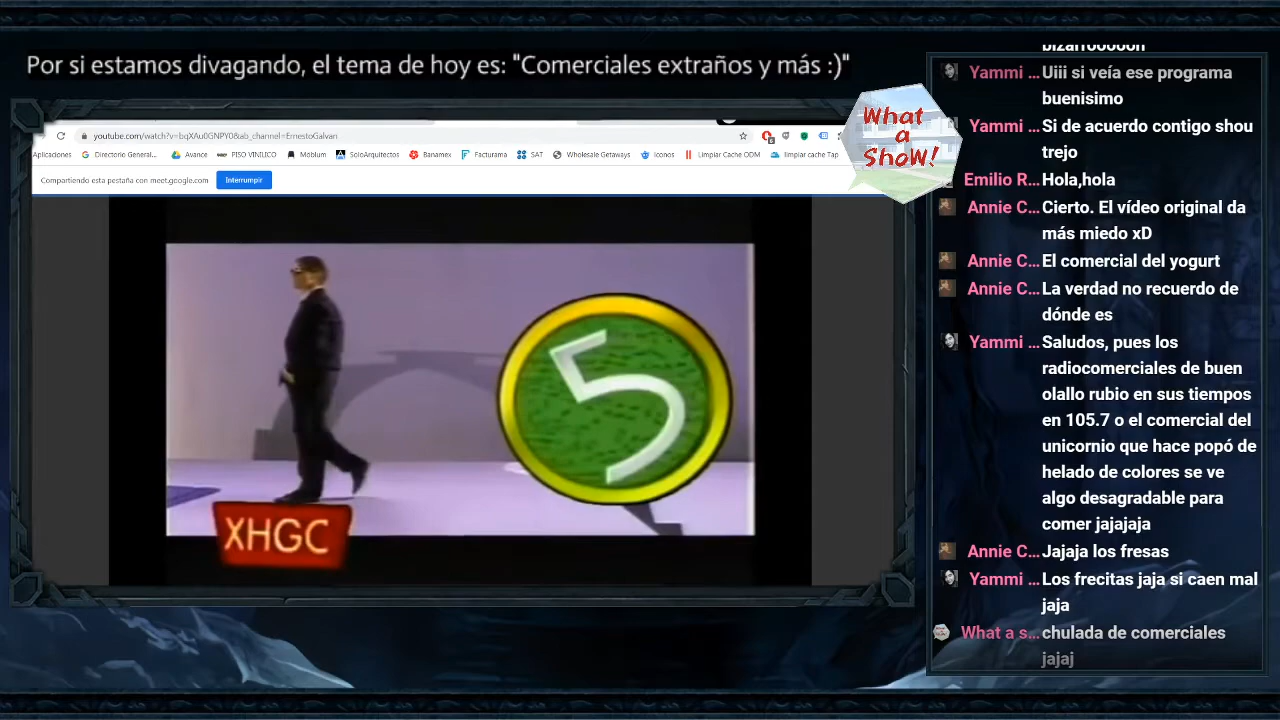 Por si estamos divagando, el tema de hoy es: "Comerciales extraños y más :)"
youtube.com/watch?v=bqXAu0GNPY0&ab_channel=ErnestoGalvan
Aplicaciones Directorio General... Avance PISO VINILICO Moblum SoloArquitectos Banamex Facturama SAT Wholesale Getaways Iconos Limpiar Cache ODM limpiar cache Tap
Compartiendo esta pestaña con meet.google.com Interrumpir
What
a
ShoW!
5
XHGC
Yammi ... Uiii si veía ese programa
buenisimo
Yammi ... Si de acuerdo contigo shou
trejo
Emilio R... Hola,hola
Annie C... Cierto. El vídeo original da
más miedo xD
Annie C... El comercial del yogurt
Annie C... La verdad no recuerdo de
dónde es
Yammi ... Saludos, pues los
radiocomerciales de buen
olallo rubio en sus tiempos
en 105.7 o el comercial del
unicornio que hace popó de
helado de colores se ve
algo desagradable para
comer jajajaja
Annie C... Jajaja los fresas
Yammi ... Los frecitas jaja si caen mal
jaja
What a s... chulada de comerciales
jajaj